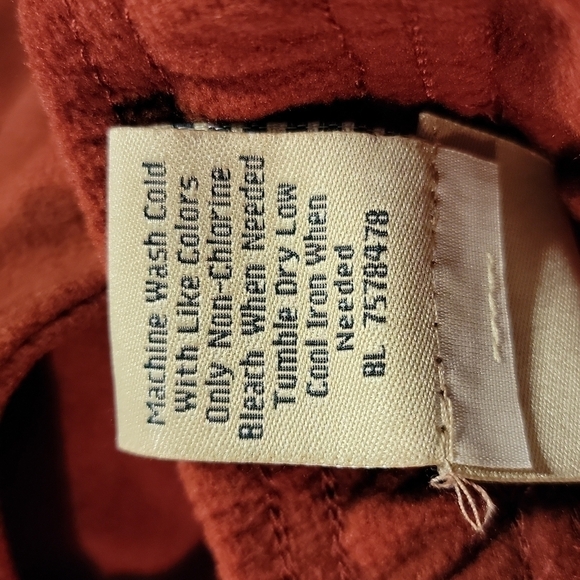 Machine Wash Cold
With Like Colors
Only Non-Chlorine
Bleach When Needed
Tumble Dry Low
Cool Iron When
Needed
BL 7578478